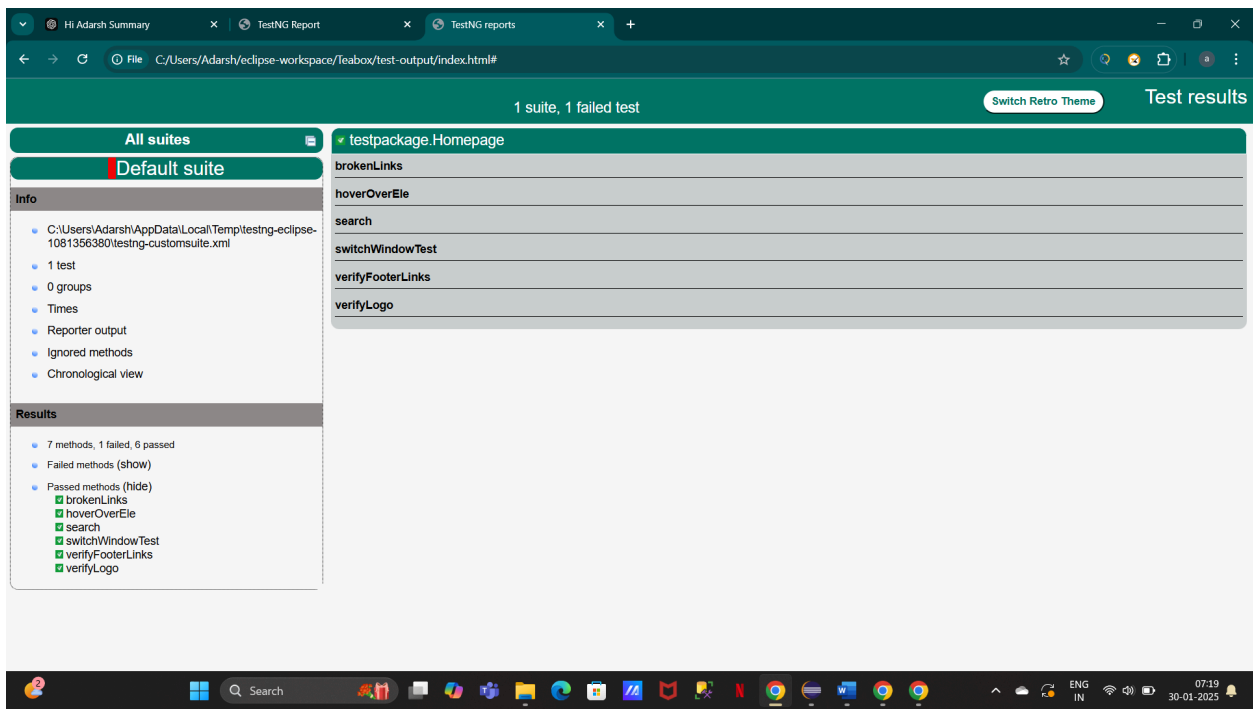 Hi Adarsh Summary
TestNG Report
TestNG reports
File C:/Users/Adarsh/eclipse-workspace/Teabox/test-output/index.html#
a
1 suite, 1 failed test
Switch Retro Theme
Test results
All suites
Default suite
Info
C:\Users\Adarsh\AppData\Local\Temp\testng-eclipse-
1081356380\testng-customsuite.xml
1 test
0 groups
Times
Reporter output
Ignored methods
Chronological view
Results
7 methods, 1 failed, 6 passed
Failed methods (show)
Passed methods (hide)
brokenLinks
hoverOverEle
search
switchWindowTest
verifyFooterLinks
verifyLogo
testpackage.Homepage
brokenLinks
hoverOverEle
search
switchWindowTest
verifyFooterLinks
verifyLogo
2
Search
ENG
IN
07:19
30-01-2025